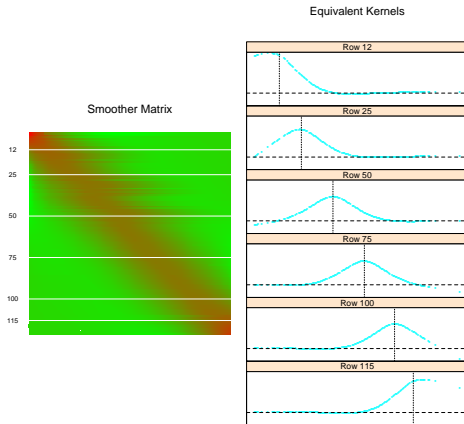 Equivalent Kernels
Row 12
Smoother Matrix
Row 25
12
25
Row 50
50
Row 75
75
Row 100
100
115
Row 115